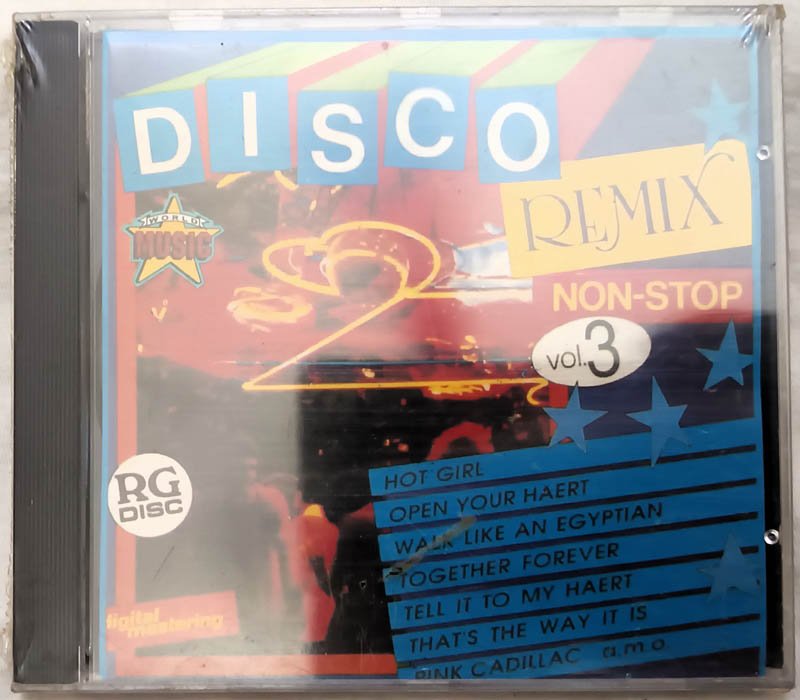 DISCO
REMIX
WORLD
MUSIC
NON-STOP
vol.3
2
RG
DISC
HOT GIRL
OPEN YOUR HAERT
WALK LIKE AN EGYPTIAN
TOGETHER FOREVER
TELL IT TO MY HAERT
THAT'S THE WAY IT IS
PINK CADILLAC a.m.o.
digital
mastering